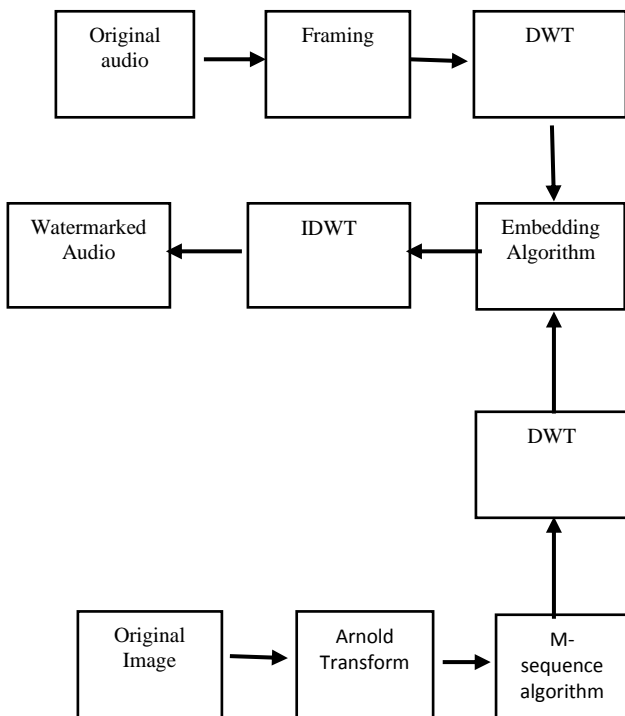 Original
audio
Framing
DWT
Watermarked
Audio
IDWT
Embedding
Algorithm
DWT
Original
Image
Arnold
Transform
M-
sequence
algorithm